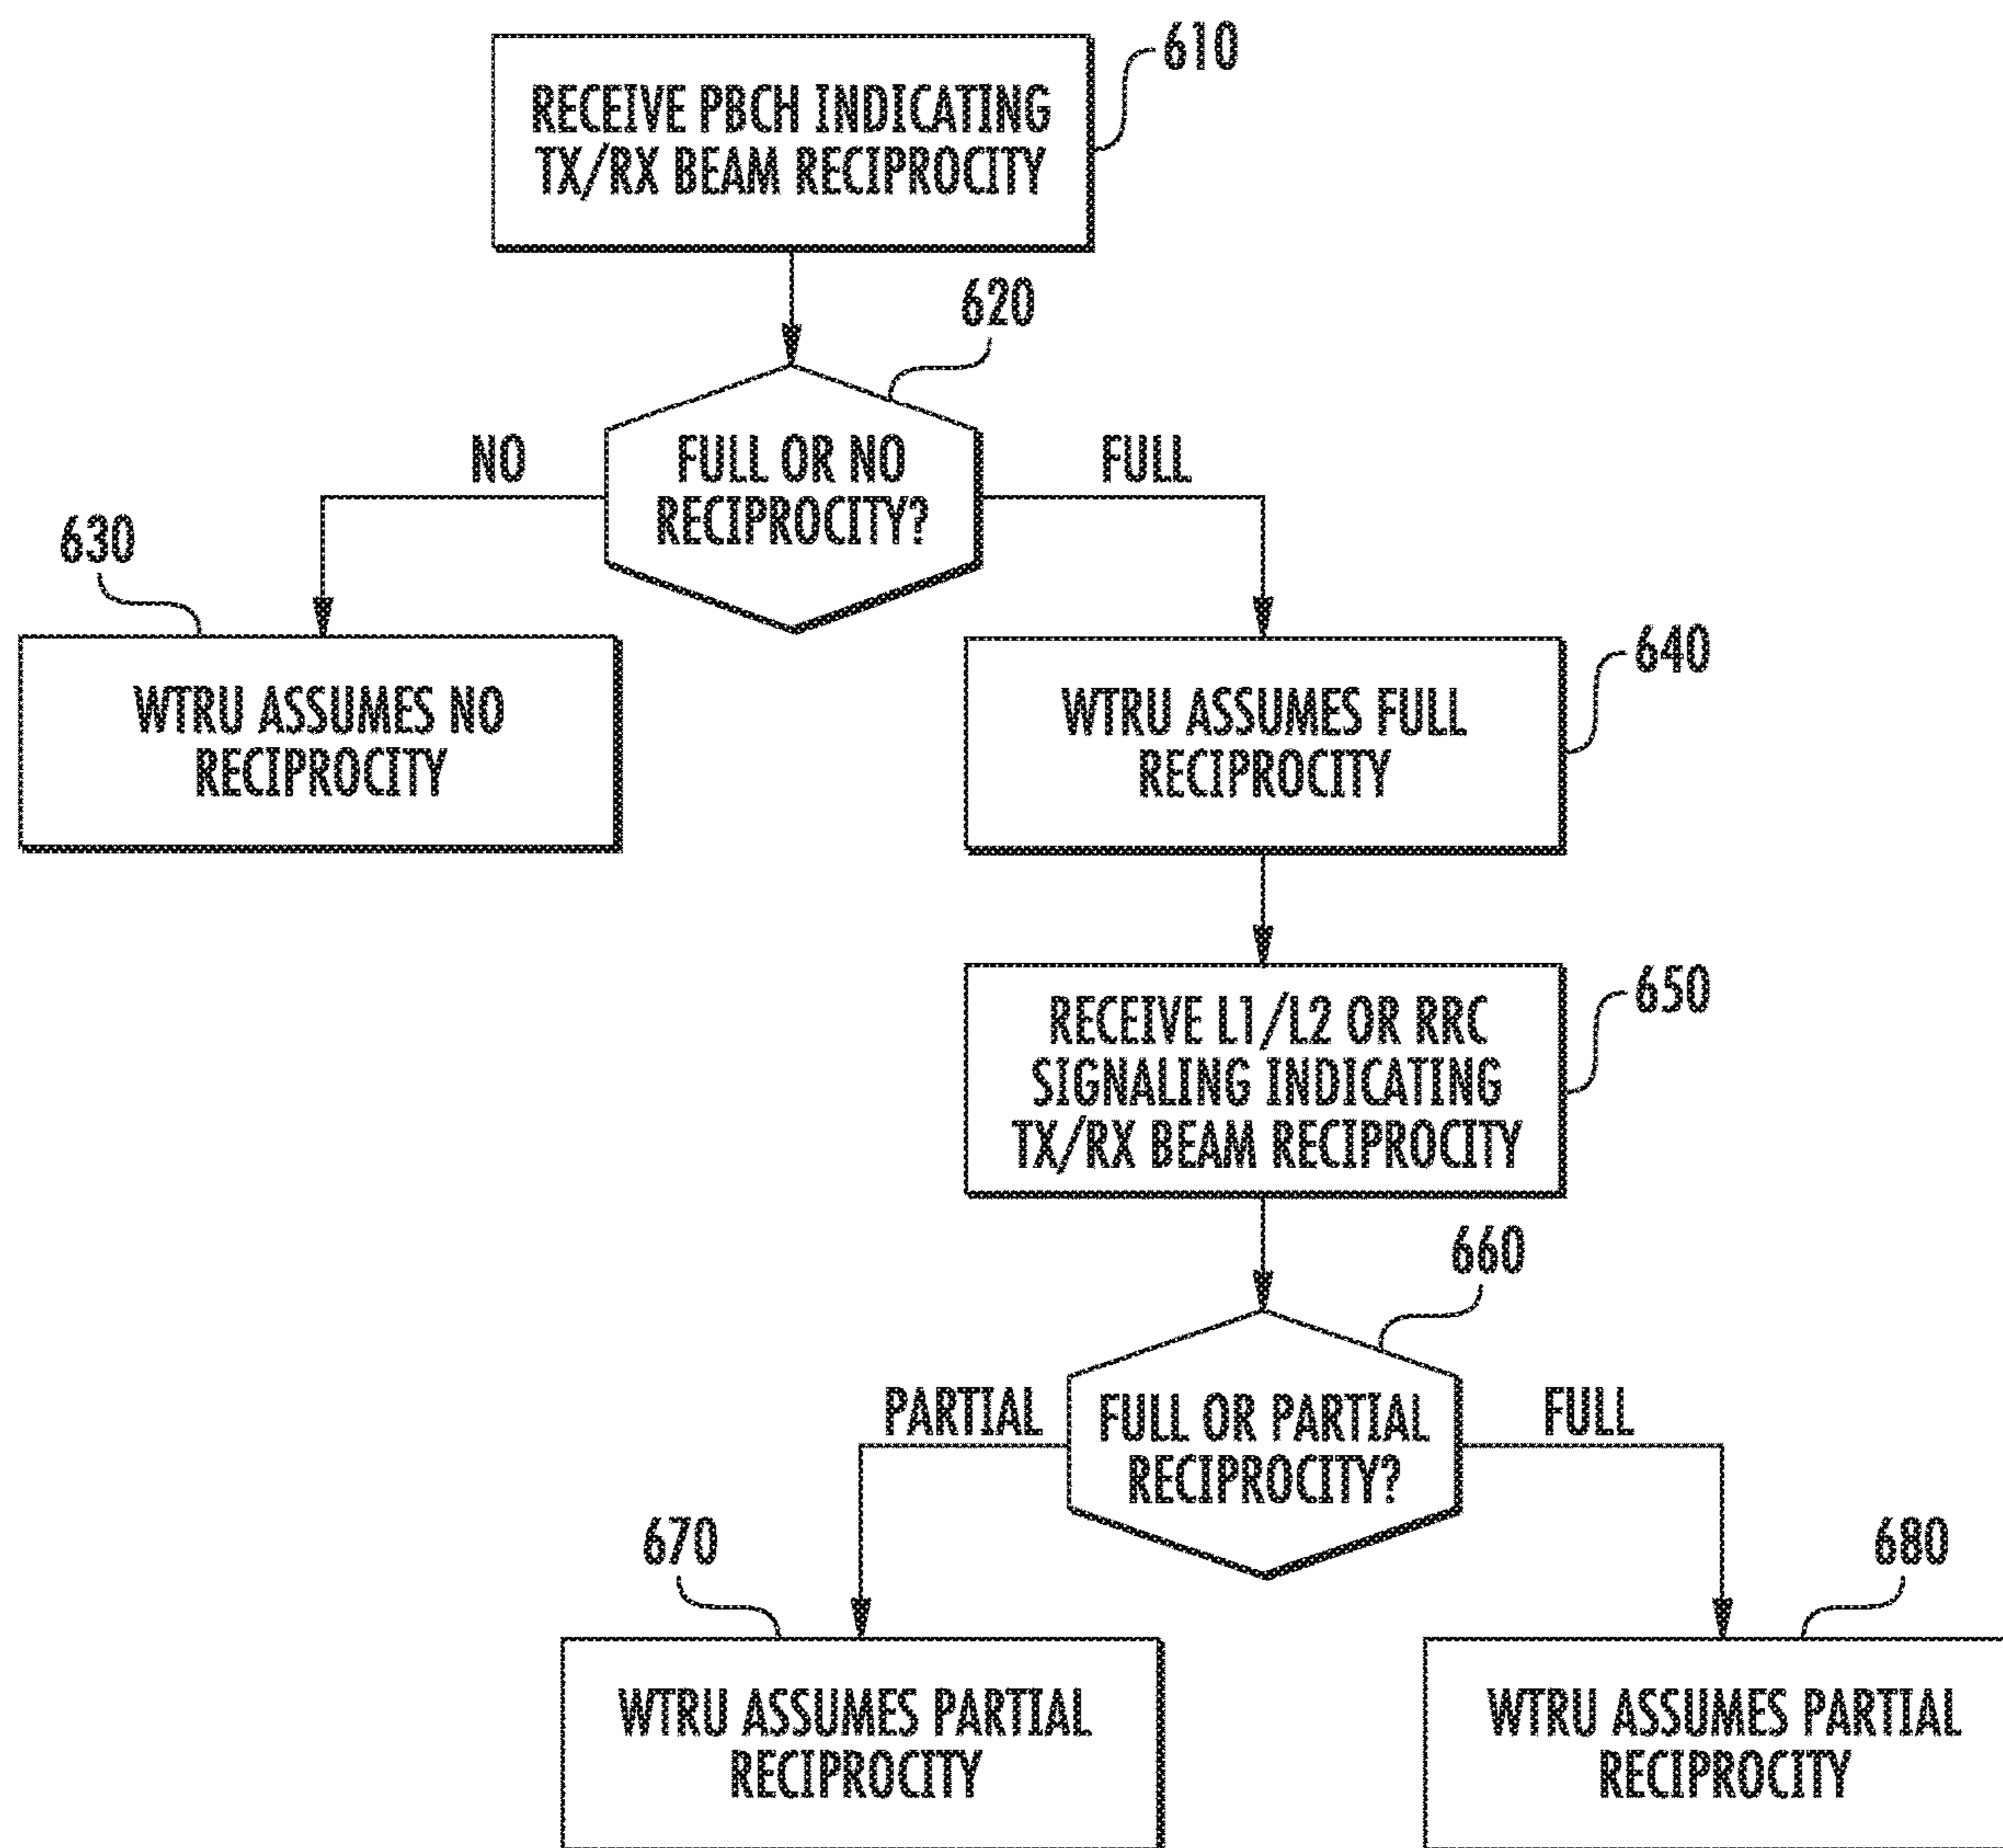 RECEIVE PBCH INDICATING
TX/RX BEAM RECIPROCITY
610
620
FULL OR NO
RECIPROCITY?
NO
FULL
630
WTRU ASSUMES NO
RECIPROCITY
640
WTRU ASSUMES FULL
RECIPROCITY
650
RECEIVE L1/L2 OR RRC
SIGNALING INDICATING
TX/RX BEAM RECIPROCITY
660
FULL OR PARTIAL
RECIPROCITY?
PARTIAL
FULL
670
WTRU ASSUMES PARTIAL
RECIPROCITY
680
WTRU ASSUMES PARTIAL
RECIPROCITY